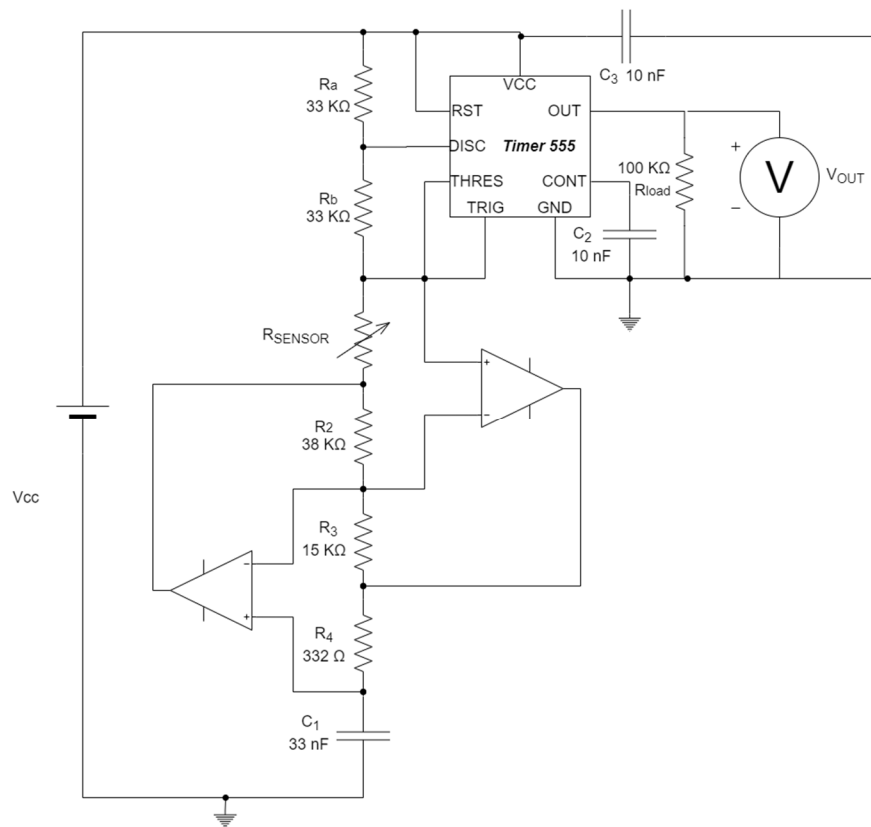 C3 10 nF
Ra
33 KΩ
VCC
RST
OUT
DISC
Timer 555
THRES
CONT
TRIG
GND
100 KΩ
Rload
+
V
−
VOUT
Rb
33 KΩ
C2
10 nF
RSENSOR
+
−
R2
38 KΩ
Vcc
R3
15 KΩ
−
+
R4
332 Ω
C1
33 nF